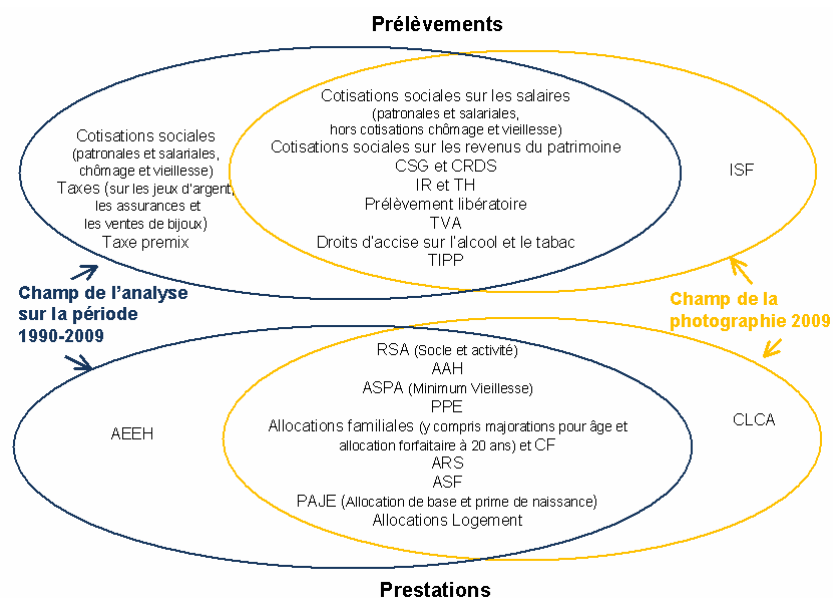 Prélèvements
Cotisations sociales
(patronales et salariales,
chômage et vieillesse)
Taxes (sur les jeux d'argent,
les assurances et
les ventes de bijoux)
Taxe premix
Cotisations sociales sur les salaires
(patronales et salariales,
hors cotisations chômage et vieillesse)
Cotisations sociales sur les revenus du patrimoine
CSG et CRDS
IR et TH
Prélèvement libératoire
TVA
Droits d'accise sur l'alcool et le tabac
TIPP
ISF
Champ de l'analyse
sur la période
1990-2009
Champ de la
photographie 2009
AEEH
RSA (Socle et activité)
AAH
ASPA (Minimum Vieillesse)
PPE
Allocations familiales (y compris majorations pour âge et
allocation forfaitaire à 20 ans) et CF
ARS
ASF
PAJE (Allocation de base et prime de naissance)
Allocations Logement
CLCA
Prestations